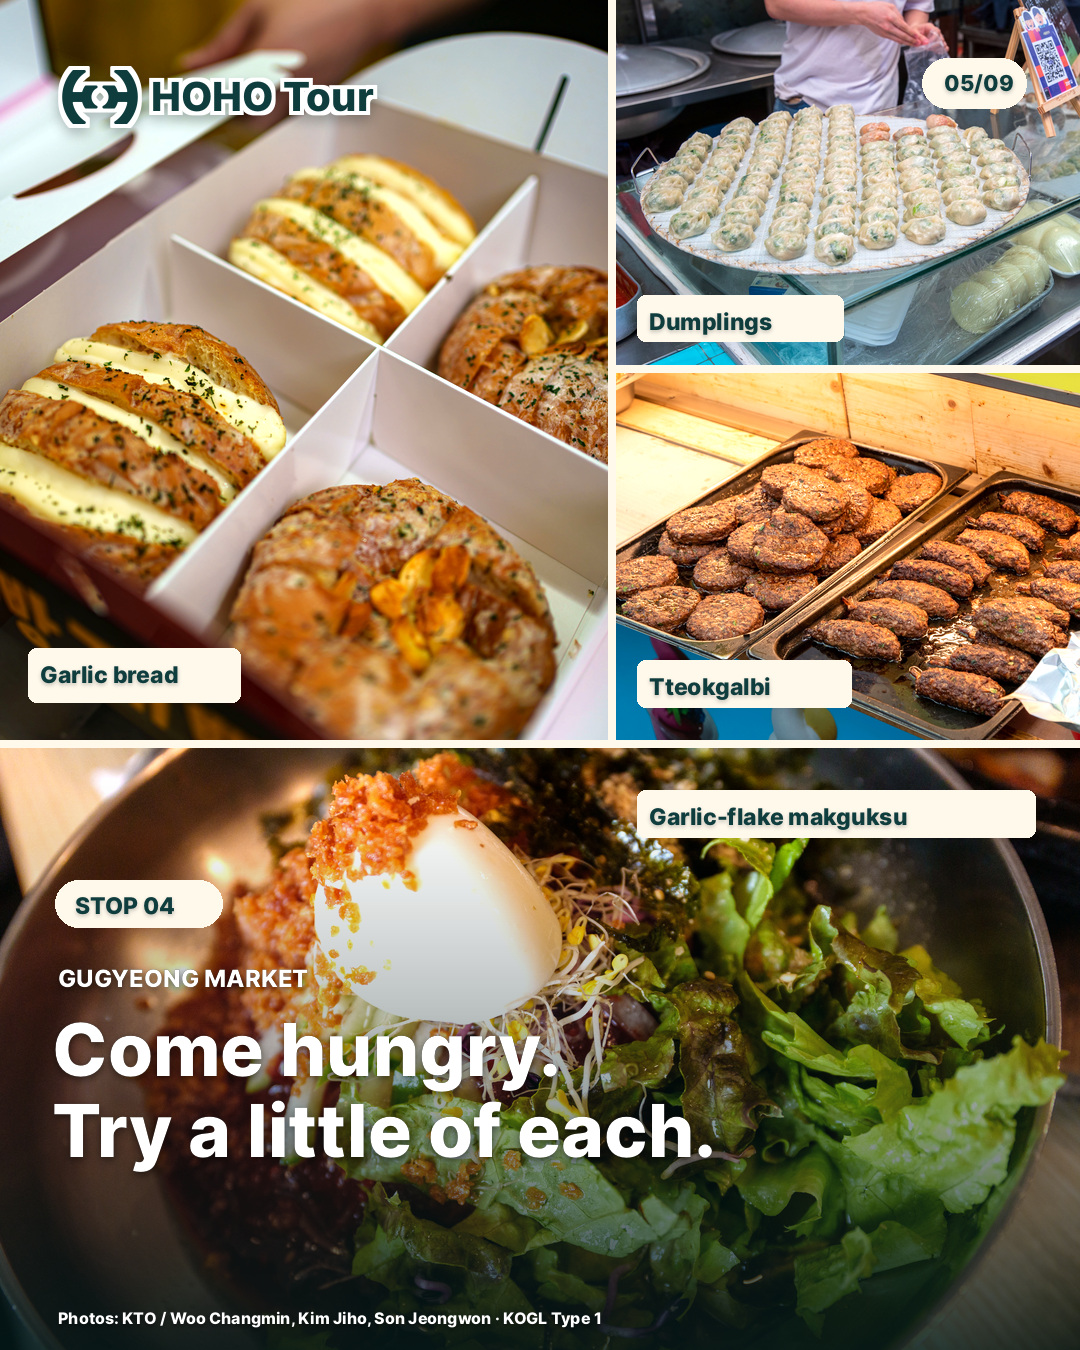 HOHO Tour
05/09
Dumplings
Garlic bread
Tteokgalbi
Garlic-flake makguksu
STOP 04
GUGYEONG MARKET
Come hungry.
Try a little of each.
Photos: KTO / Woo Changmin, Kim Jiho, Son Jeongwon · KOGL Type 1